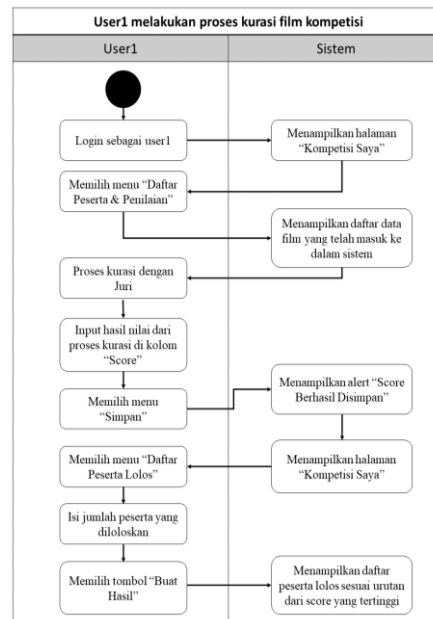 User1 melakukan proses kurasi film kompetisi
User1
Sistem
Login sebagai user1
Menampilkan halaman
“Kompetisi Saya”
Memilih menu “Daftar
Peserta & Penilaian”
Menampilkan daftar data
film yang telah masuk ke
dalam sistem
Proses kurasi dengan
Juri
Input hasil nilai dari
proses kurasi di kolom
“Score”
Memilih menu
“Simpan”
Menampilkan alert “Score
Berhasil Disimpan”
Menampilkan halaman
“Kompetisi Saya”
Memilih menu “Daftar
Peserta Lolos”
Isi jumlah peserta yang
diloloskan
Memilih tombol “Buat
Hasil”
Menampilkan daftar
peserta lolos sesuai urutan
dari score yang tertinggi